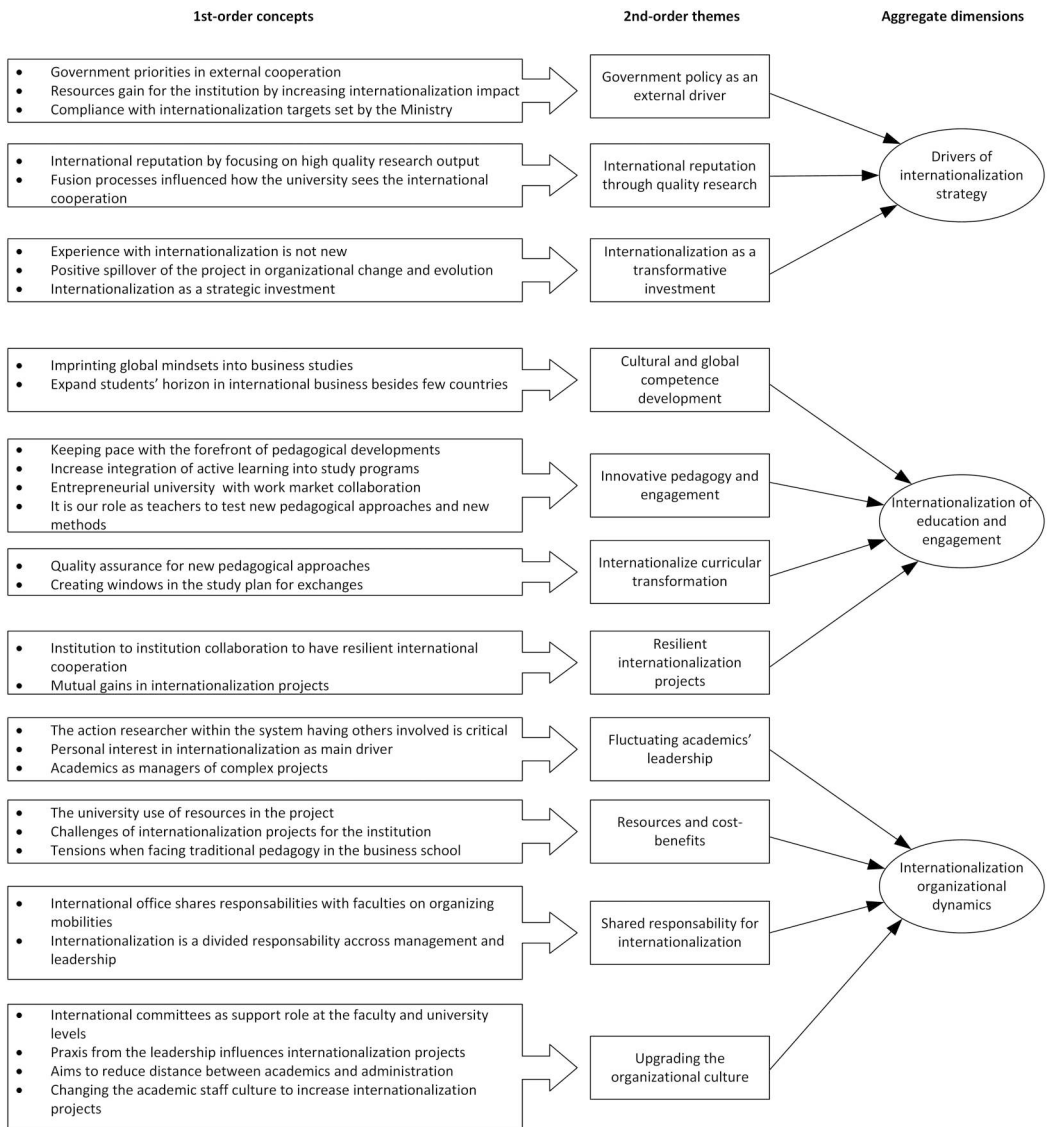 1st-order concepts
2nd-order themes
Aggregate dimensions
• Government priorities in external cooperation
• Resources gain for the institution by increasing internationalization impact
• Compliance with internationalization targets set by the Ministry
Government policy as an
external driver
• International reputation by focusing on high quality research output
• Fusion processes influenced how the university sees the international
cooperation
International reputation
through quality research
• Experience with internationalization is not new
• Positive spillover of the project in organizational change and evolution
• Internationalization as a strategic investment
Internationalization as a
transformative
investment
Drivers of
internationalization
strategy
• Imprinting global mindsets into business studies
• Expand students’ horizon in international business besides few countries
Cultural and global
competence
development
• Keeping pace with the forefront of pedagogical developments
• Increase integration of active learning into study programs
• Entrepreneurial university with work market collaboration
• It is our role as teachers to test new pedagogical approaches and new
methods
Innovative pedagogy and
engagement
• Quality assurance for new pedagogical approaches
• Creating windows in the study plan for exchanges
Internationalize curricular
transformation
• Institution to institution collaboration to have resilient international
cooperation
• Mutual gains in internationalization projects
Resilient
internationalization
projects
Internationalization of
education and
engagement
• The action researcher within the system having others involved is critical
• Personal interest in internationalization as main driver
• Academics as managers of complex projects
Fluctuating academics’
leadership
• The university use of resources in the project
• Challenges of internationalization projects for the institution
• Tensions when facing traditional pedagogy in the business school
Resources and cost-
benefits
• International office shares responsabilities with faculties on organizing
mobilities
• Internationalization is a divided responsability accross management and
leadership
Shared responsability for
internationalization
• International committees as support role at the faculty and university
levels
• Praxis from the leadership influences internationalization projects
• Aims to reduce distance between academics and administration
• Changing the academic staff culture to increase internationalization
projects
Upgrading the
organizational culture
Internationalization
organizational
dynamics